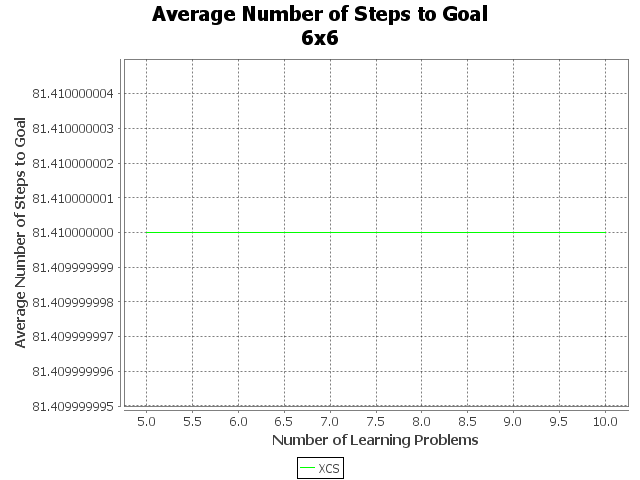 Average Number of Steps to Goal
6x6
Average Number of Steps to Goal
81.410000004
81.410000003
81.410000002
81.410000001
81.410000000
81.409999999
81.409999998
81.409999997
81.409999996
81.409999995
5.0 5.5 6.0 6.5 7.0 7.5 8.0 8.5 9.0 9.5 10.0
Number of Learning Problems
XCS